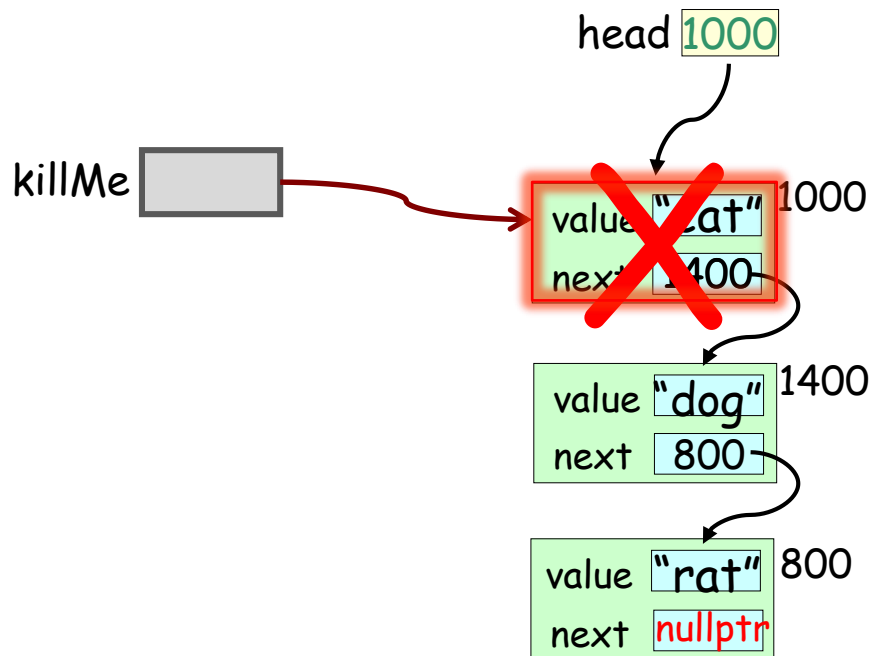 head 1000
killMe
1000
value "cat"
next 1400
1400
value "dog"
next 800
800
value "rat"
next nullptr